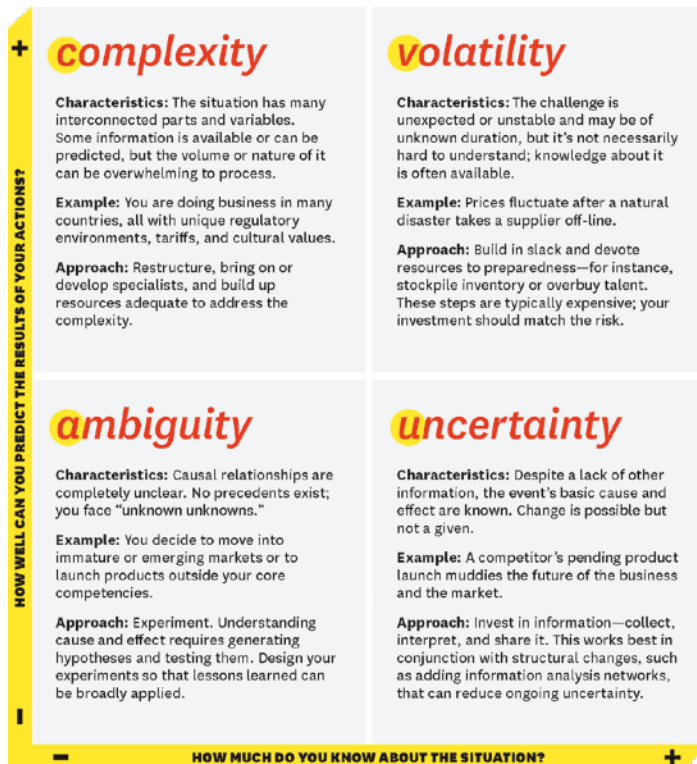 +
HOW WELL CAN YOU PREDICT THE RESULTS OF YOUR ACTIONS?
–
complexity
Characteristics: The situation has many
interconnected parts and variables.
Some information is available or can be
predicted, but the volume or nature of it
can be overwhelming to process.
Example: You are doing business in many
countries, all with unique regulatory
environments, tariffs, and cultural values.
Approach: Restructure, bring on or
develop specialists, and build up
resources adequate to address the
complexity.
volatility
Characteristics: The challenge is
unexpected or unstable and may be of
unknown duration, but it’s not necessarily
hard to understand; knowledge about it
is often available.
Example: Prices fluctuate after a natural
disaster takes a supplier off-line.
Approach: Build in slack and devote
resources to preparedness—for instance,
stockpile inventory or overbuy talent.
These steps are typically expensive; your
investment should match the risk.
ambiguity
Characteristics: Causal relationships are
completely unclear. No precedents exist;
you face “unknown unknowns.”
Example: You decide to move into
immature or emerging markets or to
launch products outside your core
competencies.
Approach: Experiment. Understanding
cause and effect requires generating
hypotheses and testing them. Design your
experiments so that lessons learned can
be broadly applied.
uncertainty
Characteristics: Despite a lack of other
information, the event’s basic cause and
effect are known. Change is possible but
not a given.
Example: A competitor’s pending product
launch muddies the future of the business
and the market.
Approach: Invest in information—collect,
interpret, and share it. This works best in
conjunction with structural changes, such
as adding information analysis networks,
that can reduce ongoing uncertainty.
– HOW MUCH DO YOU KNOW ABOUT THE SITUATION? +